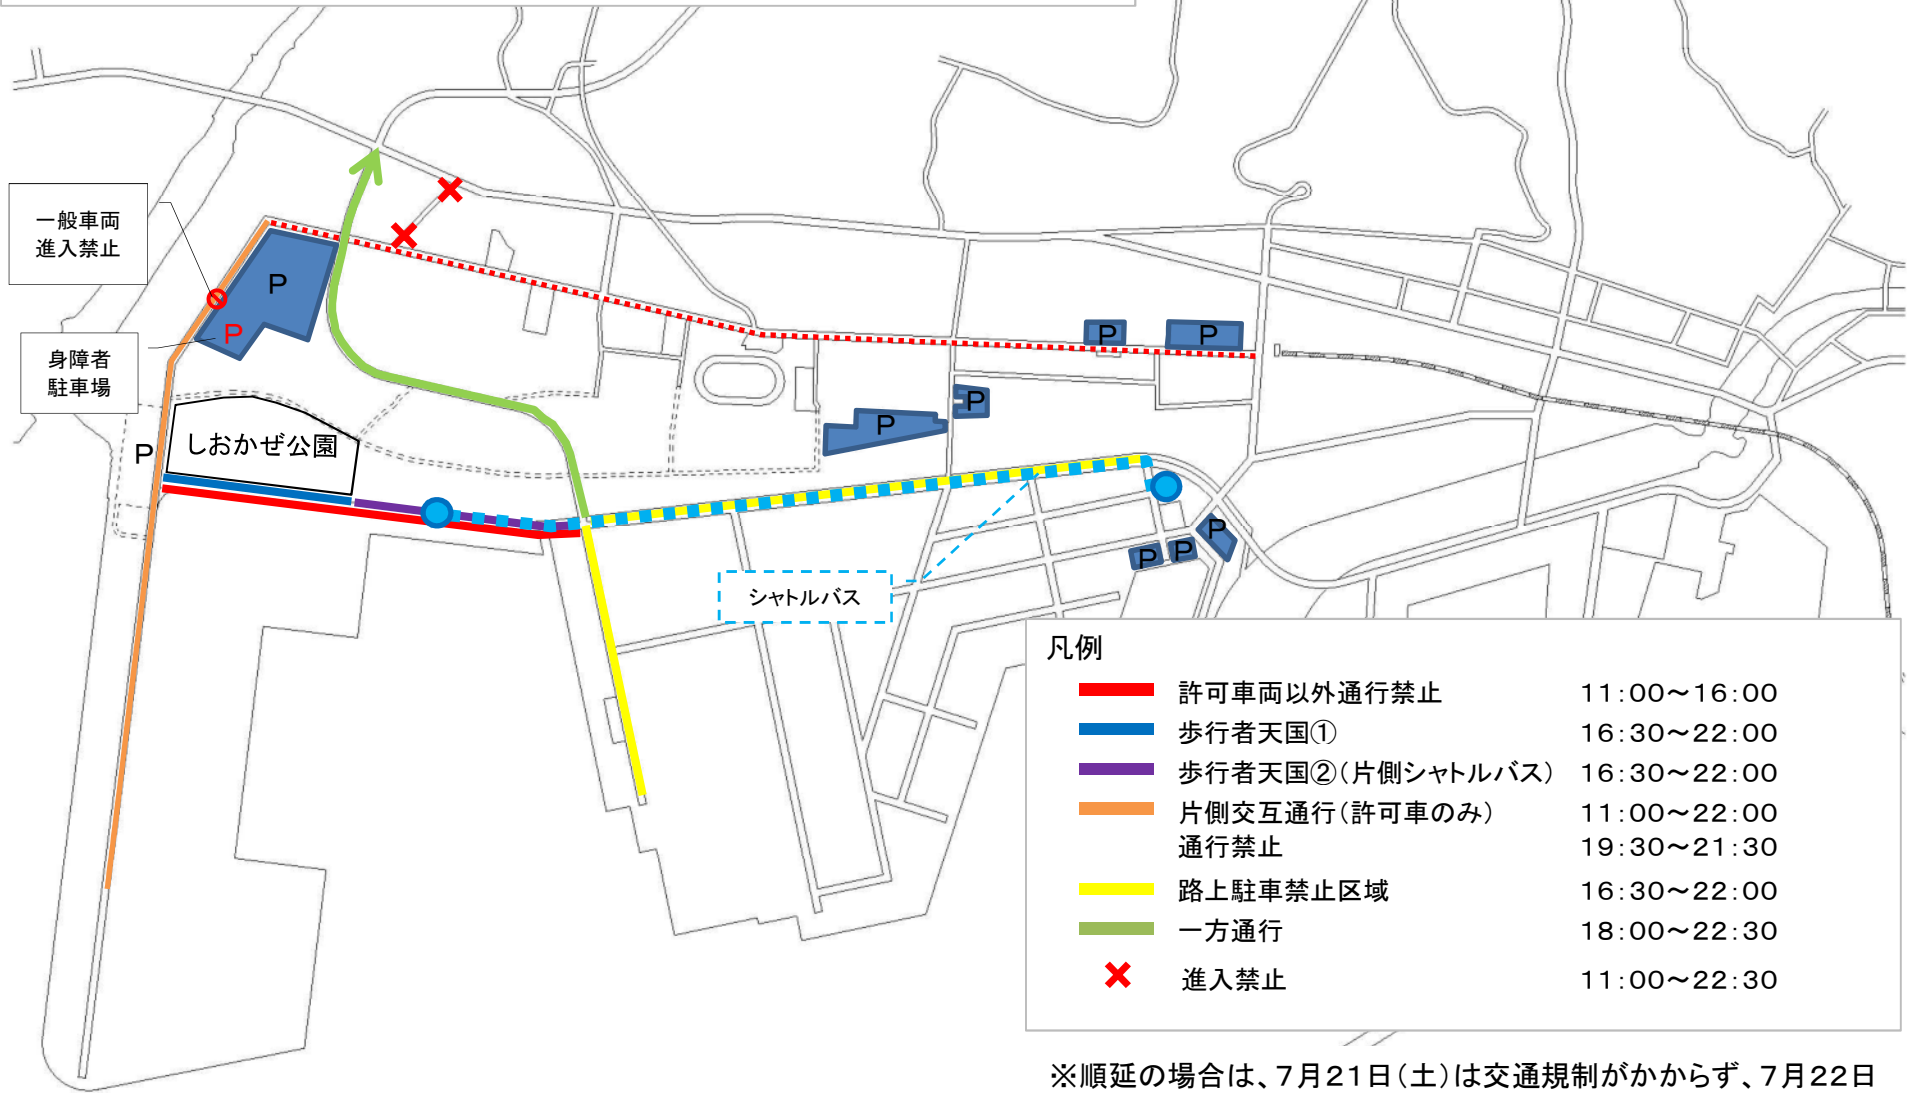 一般車両
進入禁止
P
P
身障者
駐車場
P
P
P
P
P
しおかぜ公園
P
P
P
シャトルバス
凡例
許可車両以外通行禁止 11:00~16:00
歩行者天国① 16:30~22:00
歩行者天国②(片側シャトルバス) 16:30~22:00
片側交互通行(許可車のみ) 11:00~22:00
通行禁止 19:30~21:30
路上駐車禁止区域 16:30~22:00
一方通行 18:00~22:30
進入禁止 11:00~22:30
※順延の場合は、7月21日(土)は交通規制がかからず、7月22日